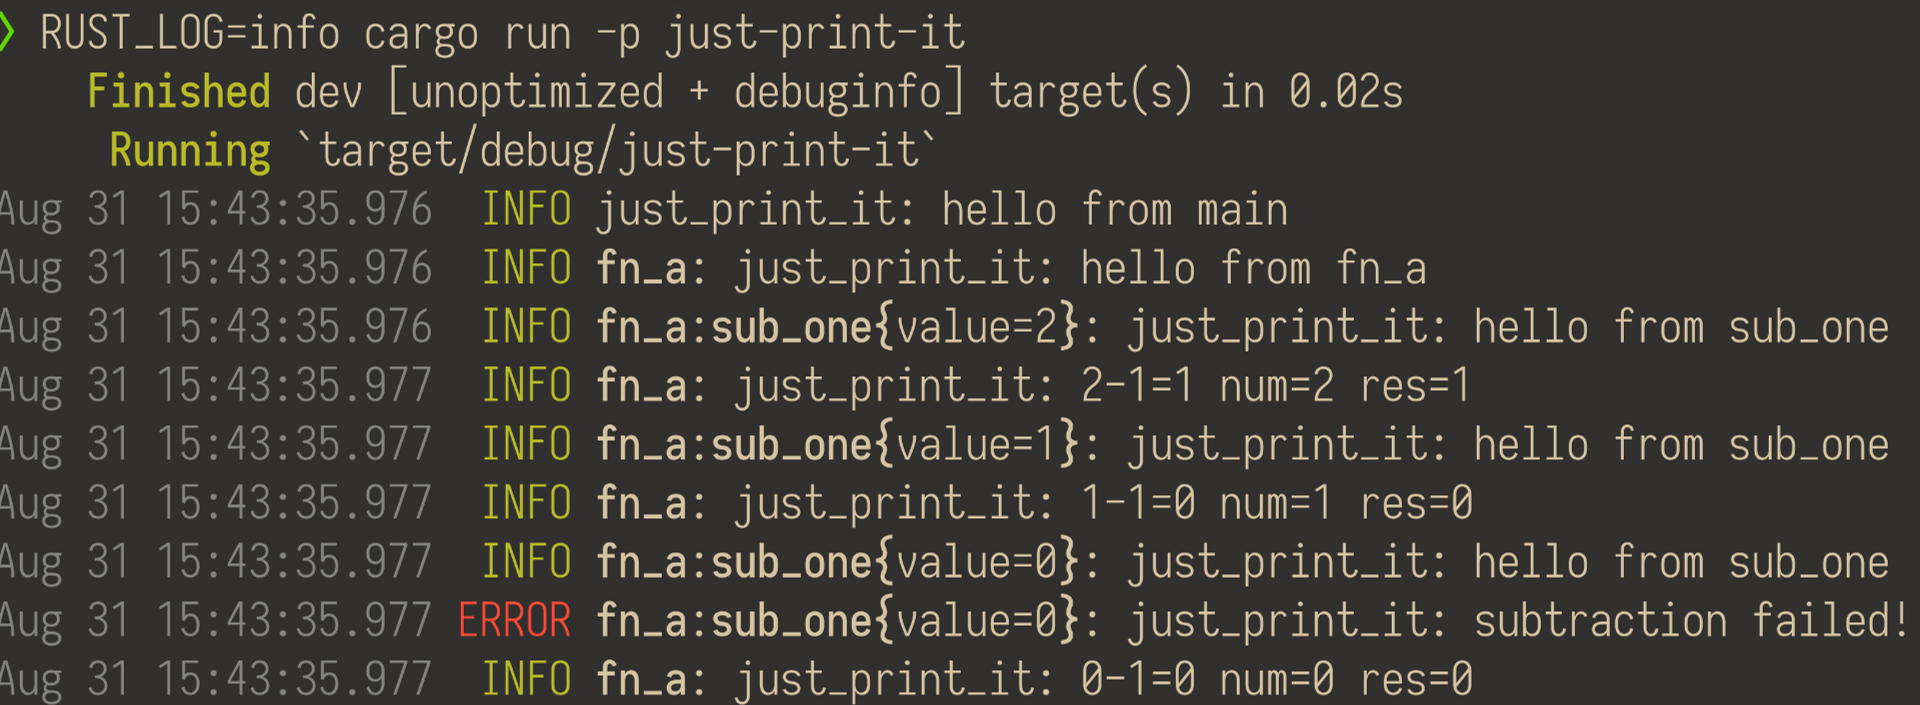 ❯ RUST_LOG=info cargo run -p just-print-it
Finished dev [unoptimized + debuginfo] target(s) in 0.02s
Running `target/debug/just-print-it`
Aug 31 15:43:35.976 INFO just_print_it: hello from main
Aug 31 15:43:35.976 INFO fn_a: just_print_it: hello from fn_a
Aug 31 15:43:35.976 INFO fn_a:sub_one{value=2}: just_print_it: hello from sub_one
Aug 31 15:43:35.977 INFO fn_a: just_print_it: 2-1=1 num=2 res=1
Aug 31 15:43:35.977 INFO fn_a:sub_one{value=1}: just_print_it: hello from sub_one
Aug 31 15:43:35.977 INFO fn_a: just_print_it: 1-1=0 num=1 res=0
Aug 31 15:43:35.977 INFO fn_a:sub_one{value=0}: just_print_it: hello from sub_one
Aug 31 15:43:35.977 ERROR fn_a:sub_one{value=0}: just_print_it: subtraction failed!
Aug 31 15:43:35.977 INFO fn_a: just_print_it: 0-1=0 num=0 res=0